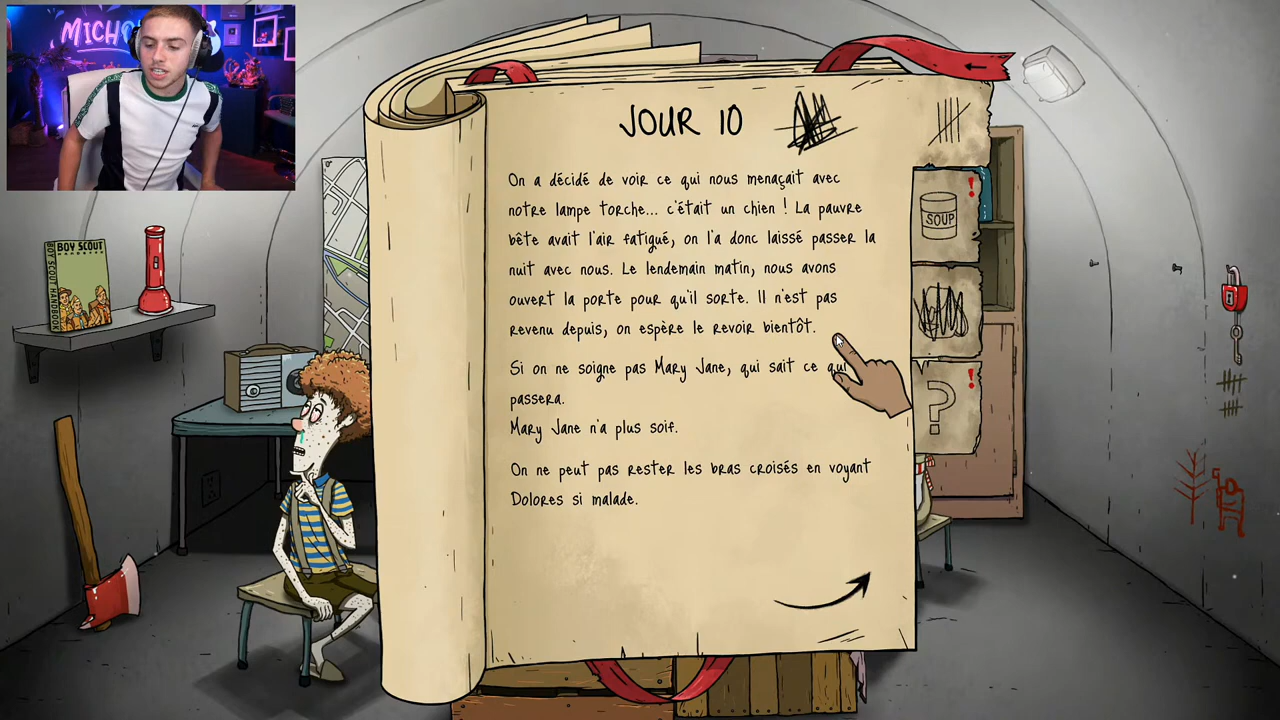 MICHO
JOUR 10
On a décidé de voir ce qui nous menaçait avec
notre lampe torche... c'était un chien ! La pauvre
bête avait l'air fatigué, on l'a donc laissé passer la
nuit avec nous. Le lendemain matin, nous avons
ouvert la porte pour qu'il sorte. Il n'est pas
revenu depuis, on espère le revoir bientôt.
Si on ne soigne pas Mary Jane, qui sait ce qui
passera.
Mary Jane n'a plus soif.
On ne peut pas rester les bras croisés en voyant
Dolores si malade.
!
SOUP
!
?
BOY SCOUT
BOY SCOUT HANDBOOK